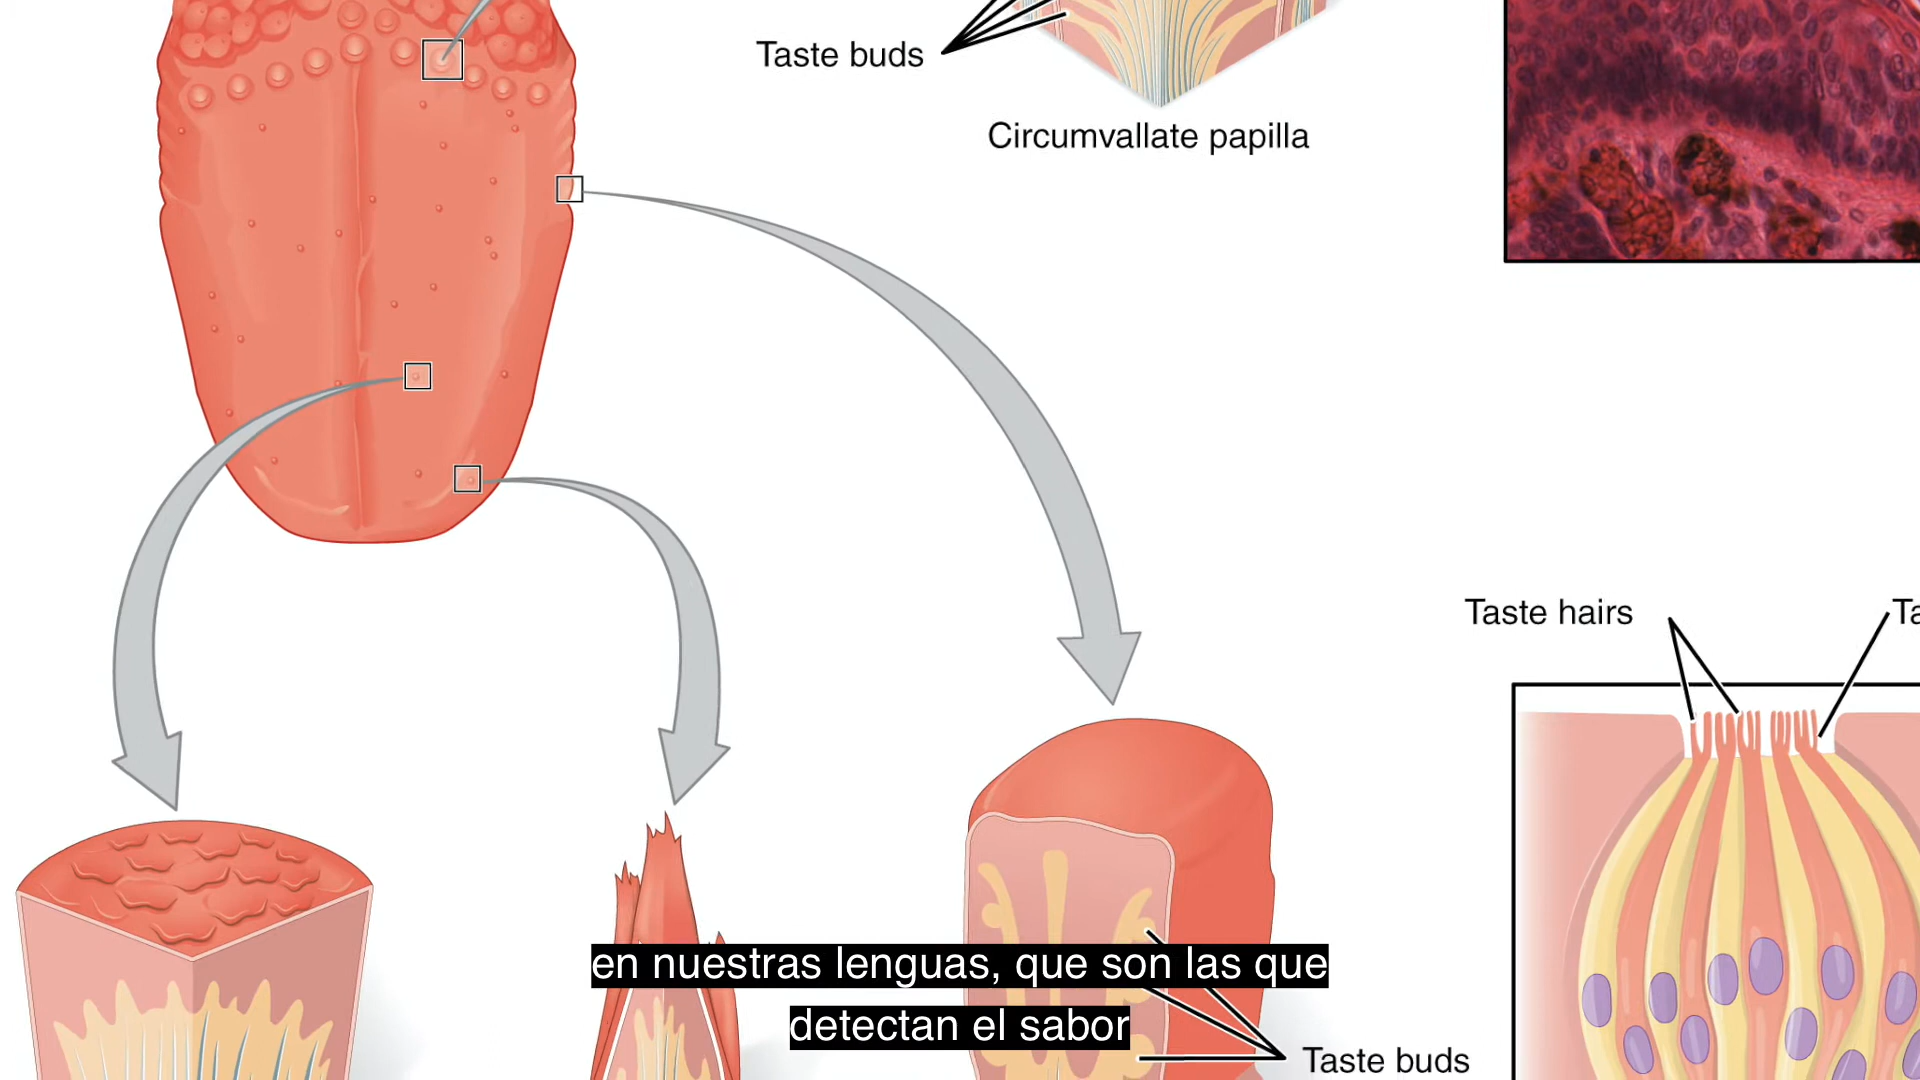 Taste buds
Circumvallate papilla
Taste hairs
Ta
en nuestras lenguas, que son las que
detectan el sabor
Taste buds